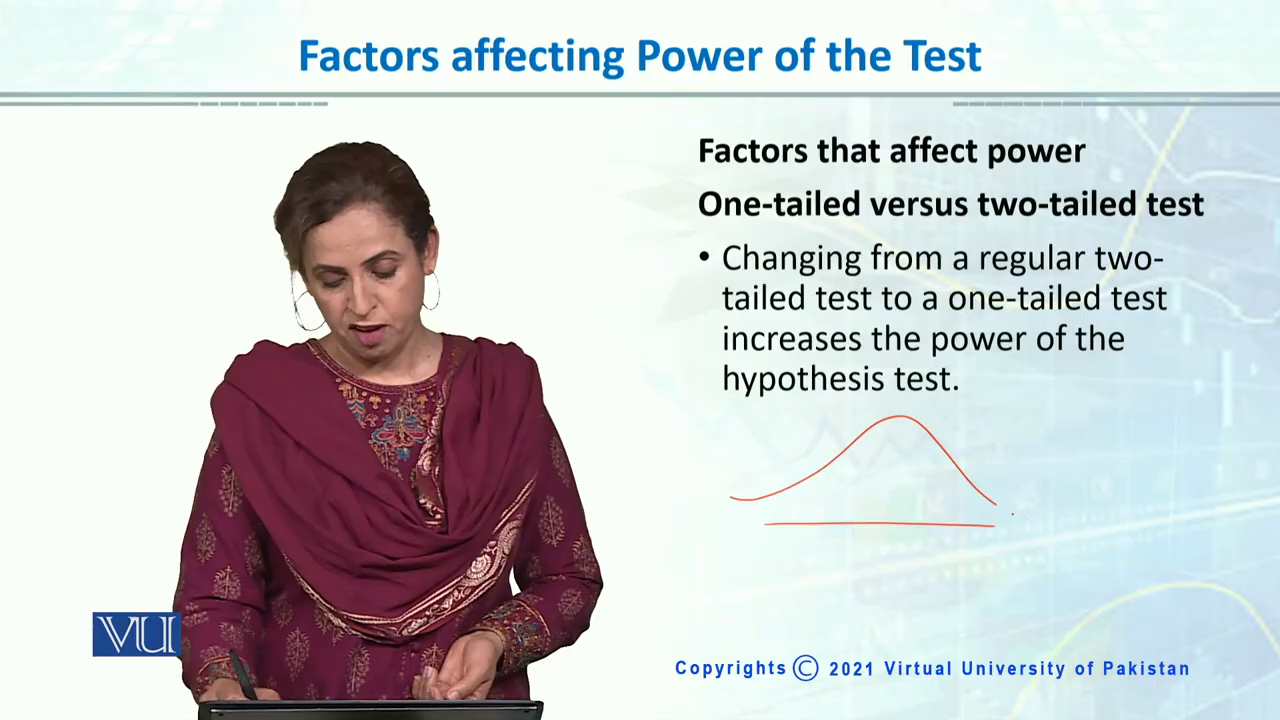 Factors affecting Power of the Test
Factors that affect power
One-tailed versus two-tailed test
• Changing from a regular two-
tailed test to a one-tailed test
increases the power of the
hypothesis test.
VU
Copyrights © 2021 Virtual University of Pakistan